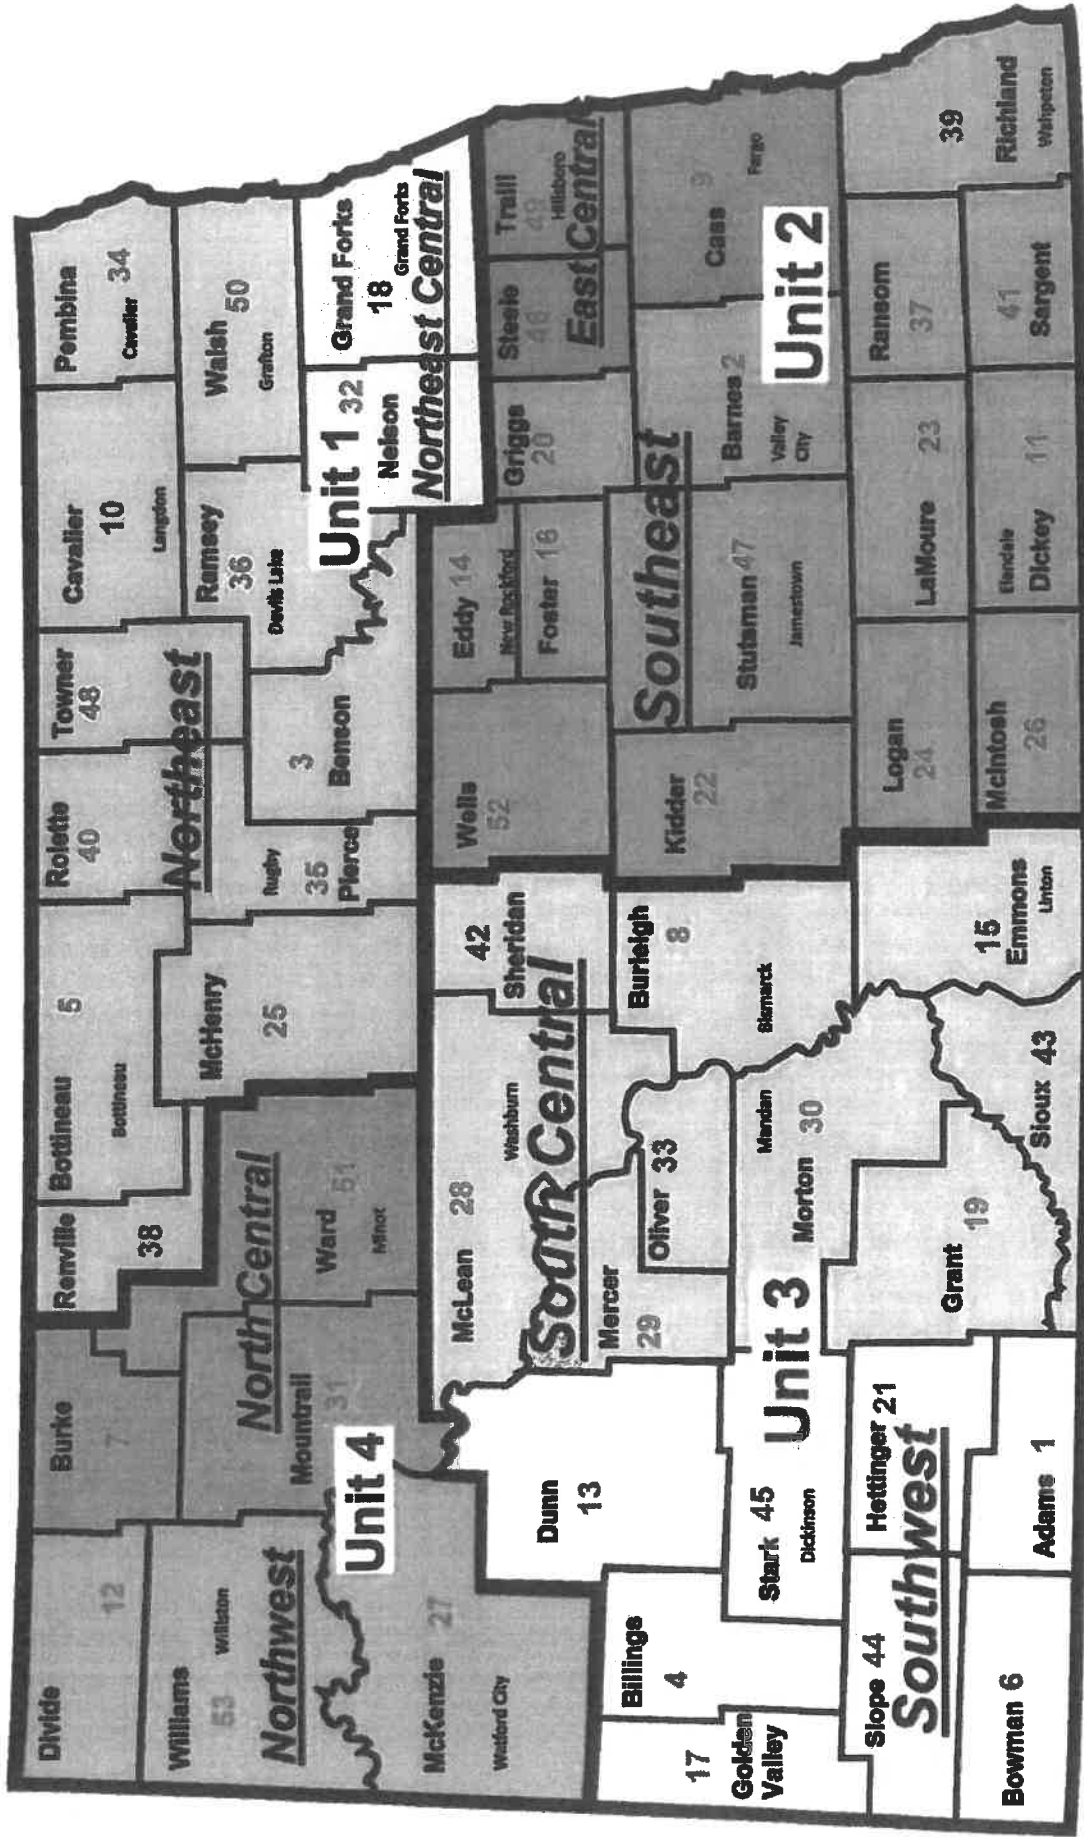 Divide
12
Burke
7
Renville
38
Bottineau
5
Bottineau
Rolette
40
Towner
48
Cavalier
10
Langdon
Pembina
34
Cavalier
Williams
53
Williston
Northwest
Mountrail
31
North Central
Ward
51
Minot
McHenry
25
Northeast
Rugby
35
Pierce
3
Benson
Ramsey
36
Devils Lake
Walsh
50
Grafton
Unit 1
32
Nelson
Grand Forks
18
Grand Forks
Northeast Central
Unit 4
McKenzie
27
Watford City
Dunn
13
McLean
28
Washburn
South Central
Mercer
29
Oliver 33
42
Sheridan
Wells
52
Eddy 14
New Rockford
Foster 16
Griggs
20
Steele
46
Traill
49
Hillsboro
East Central
Billings
4
17
Golden
Valley
Stark 45
Dickinson
Unit 3
Morton
30
Mandan
Burleigh
8
Bismarck
Kidder
22
Southeast
Stutsman 47
Jamestown
Barnes 2
Valley
City
Cass
9
Fargo
Unit 2
Slope 44
Southwest
Hettinger 21
Grant
19
Sioux 43
15
Emmons
Linton
Logan
24
LaMoure
23
Ransom
37
39
Richland
Wahpeton
Bowman 6
Adams 1
McIntosh
26
Ellendale
Dickey
11
41
Sargent